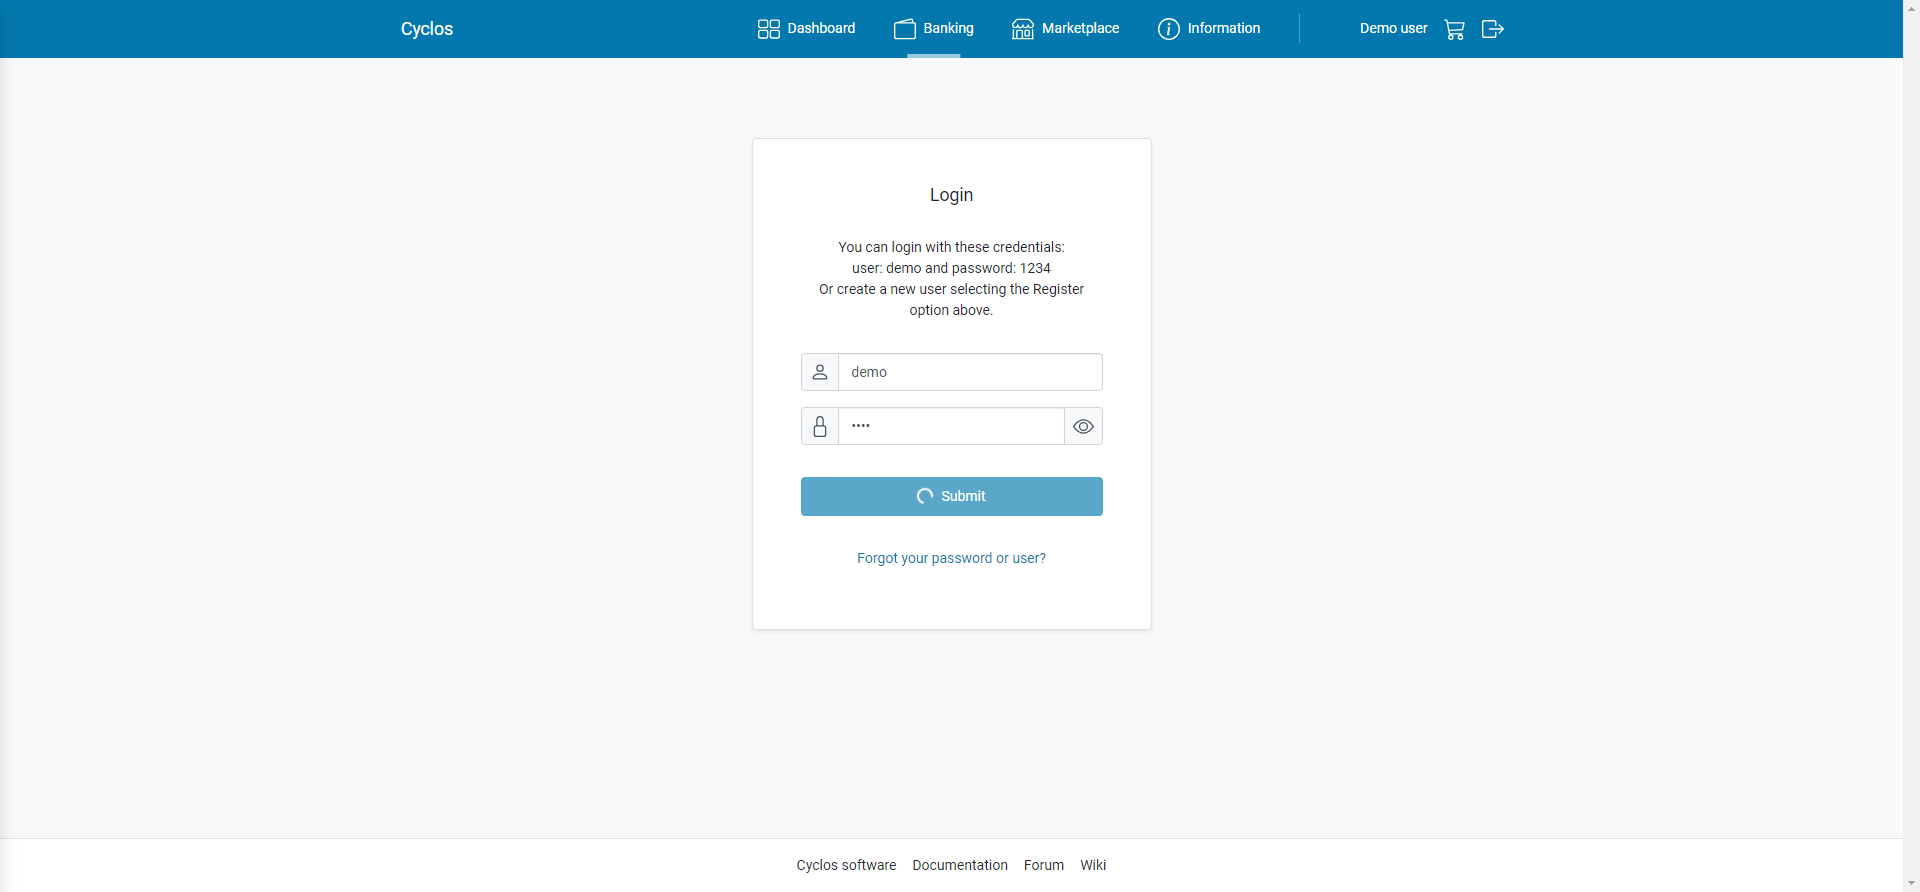 Cyclos
Dashboard
Banking
Marketplace
Information
Demo user
Login
You can login with these credentials:
user: demo and password: 1234
Or create a new user selecting the Register
option above.
demo
••••
Submit
Forgot your password or user?
Cyclos software
Documentation
Forum
Wiki